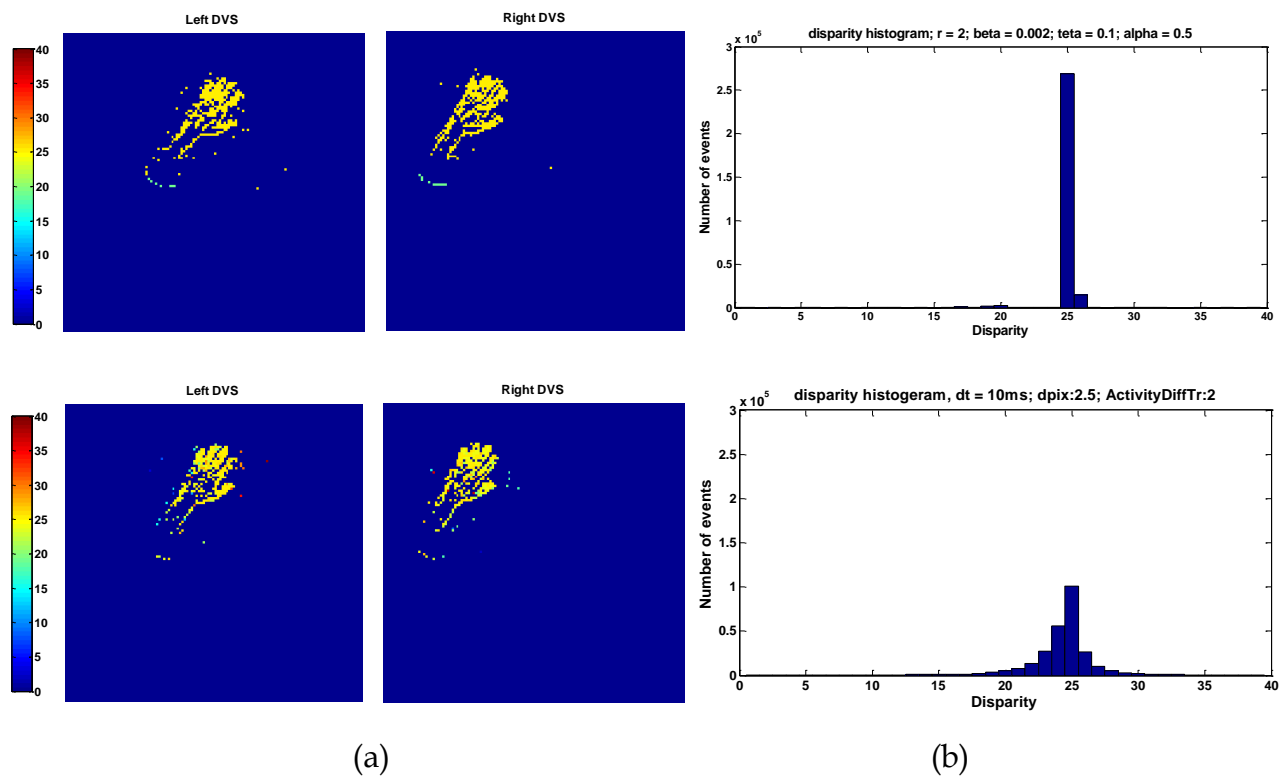 Left DVS
Right DVS
40
35
30
25
20
15
10
5
0
disparity histogram; r = 2; beta = 0.002; teta = 0.1; alpha = 0.5
x 10^5
3
2.5
2
1.5
1
0.5
0
Number of events
0 5 10 15 20 25 30 35 40
Disparity
Left DVS
Right DVS
40
35
30
25
20
15
10
5
0
disparity histogeram, dt = 10ms; dpix:2.5; ActivityDiffTr:2
x 10^5
3
2.5
2
1.5
1
0.5
0
Number of events
0 5 10 15 20 25 30 35 40
Disparity
(a)
(b)